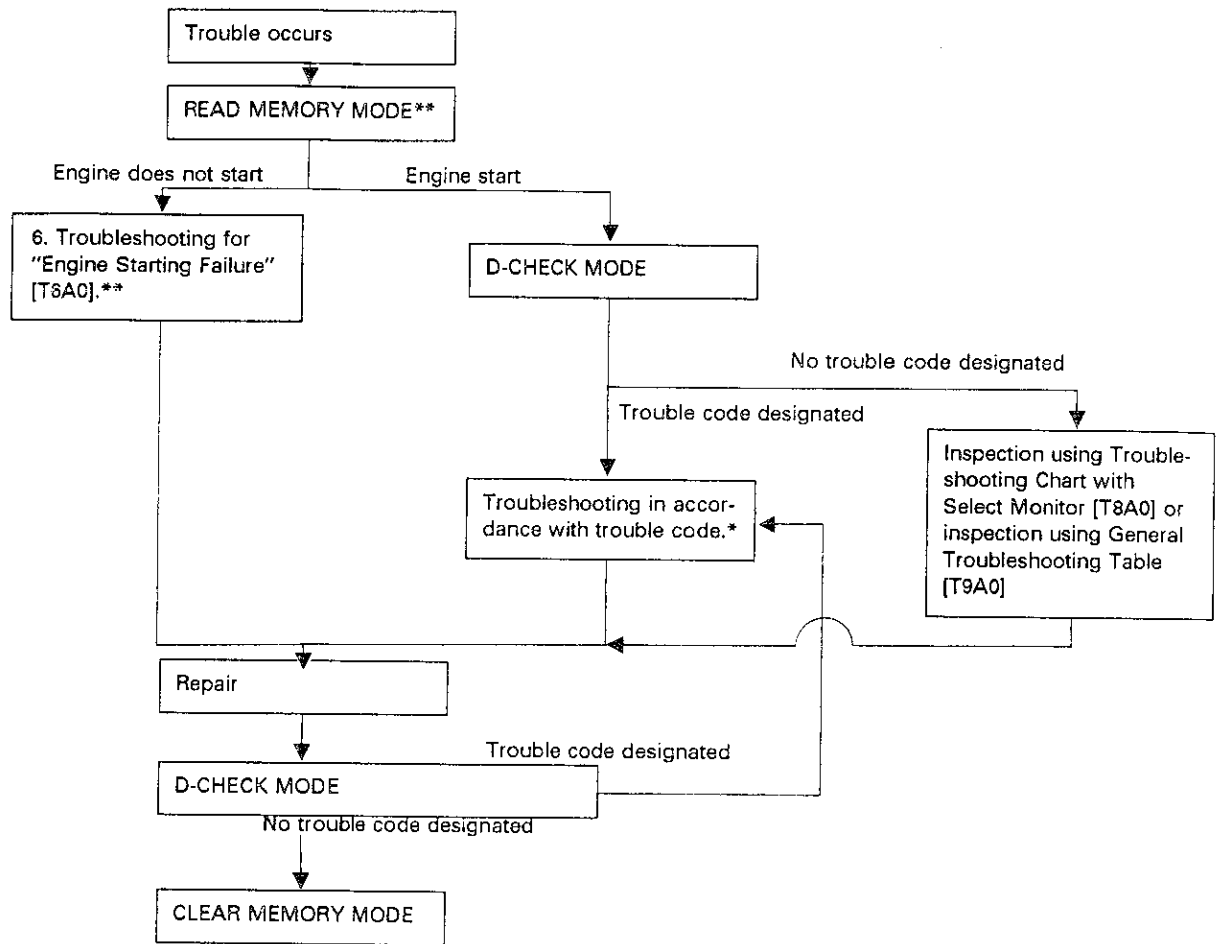 Trouble occurs
READ MEMORY MODE**
Engine does not start
Engine start
6. Troubleshooting for
"Engine Starting Failure"
[T6A0].**
D-CHECK MODE
No trouble code designated
Trouble code designated
Inspection using Trouble-
shooting Chart with
Select Monitor [T8A0] or
inspection using General
Troubleshooting Table
[T9A0]
Troubleshooting in accor-
dance with trouble code.*
Repair
Trouble code designated
D-CHECK MODE
No trouble code designated
CLEAR MEMORY MODE